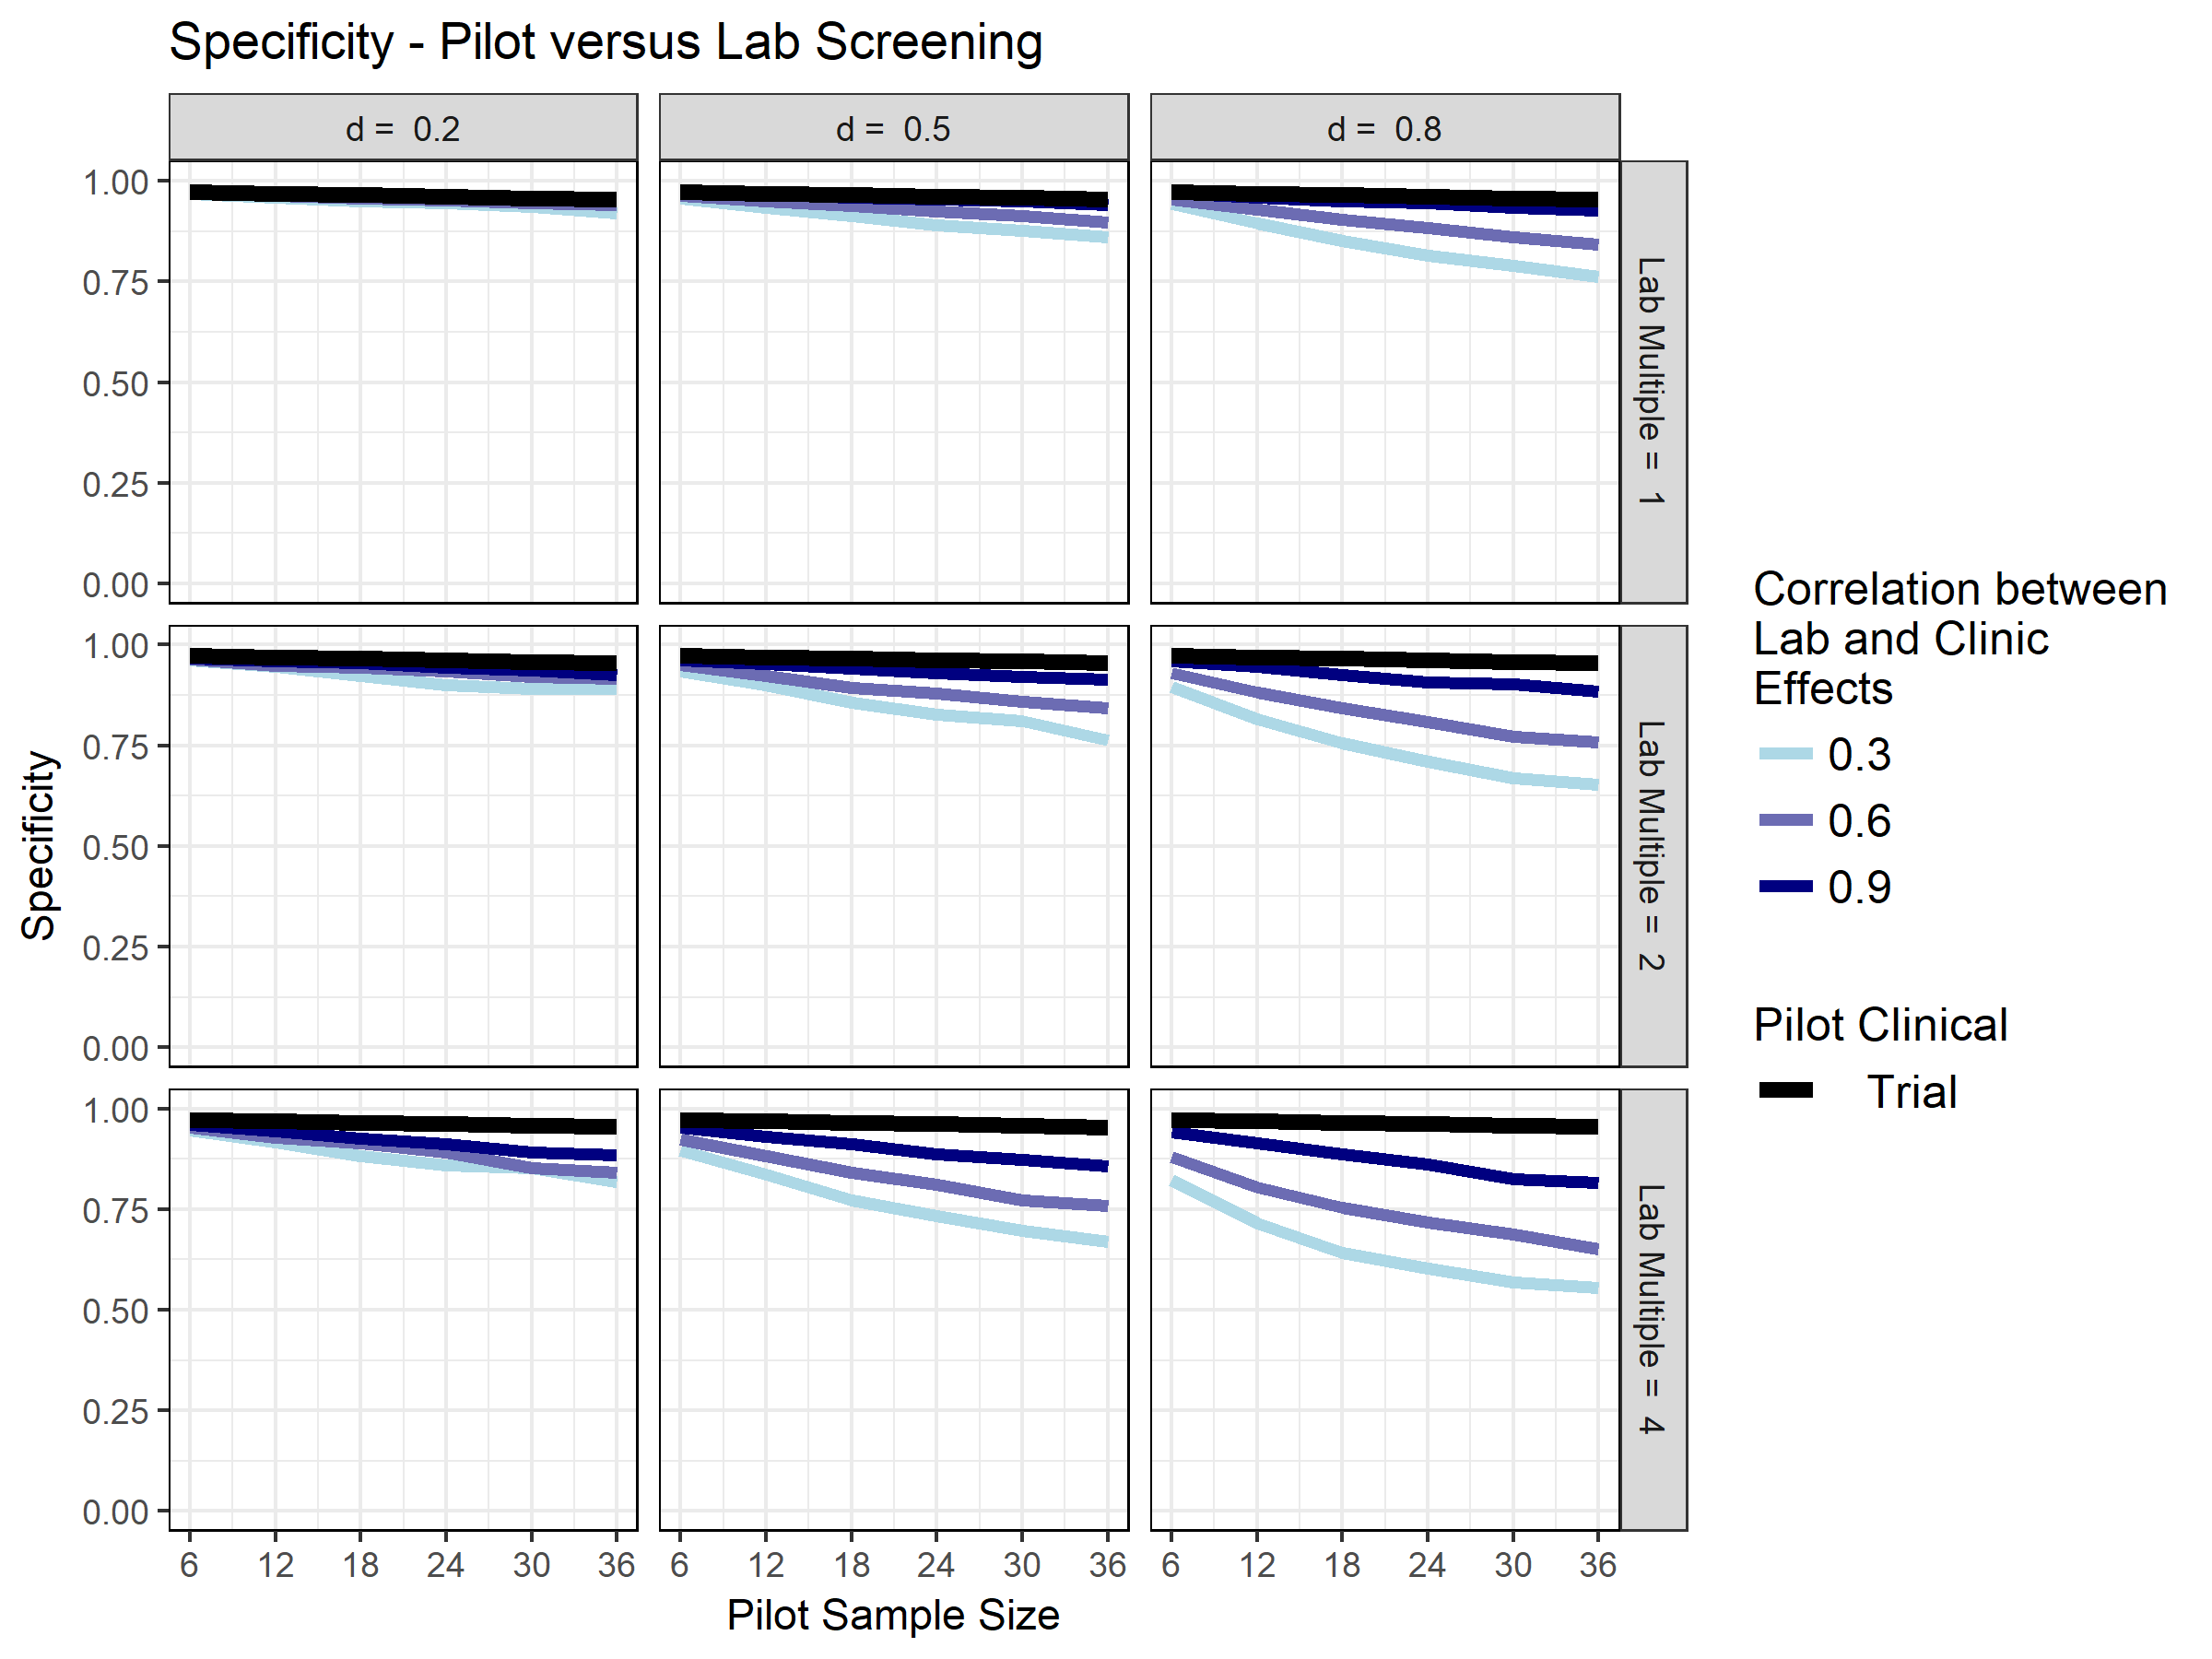 Specificity - Pilot versus Lab Screening
d = 0.2
d = 0.5
d = 0.8
1.00
0.75
0.50
0.25
0.00
Lab Multiple = 1
1.00
0.75
0.50
0.25
0.00
Lab Multiple = 2
1.00
0.75
0.50
0.25
0.00
Lab Multiple = 4
Specificity
6 12 18 24 30 36
6 12 18 24 30 36
6 12 18 24 30 36
Pilot Sample Size
Correlation between
Lab and Clinic
Effects
0.3
0.6
0.9
Pilot Clinical
Trial